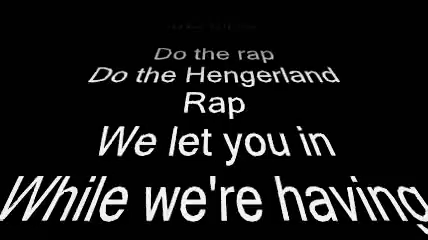 Do the rap
Do the Hengerland
Rap
We let you in
While we're having